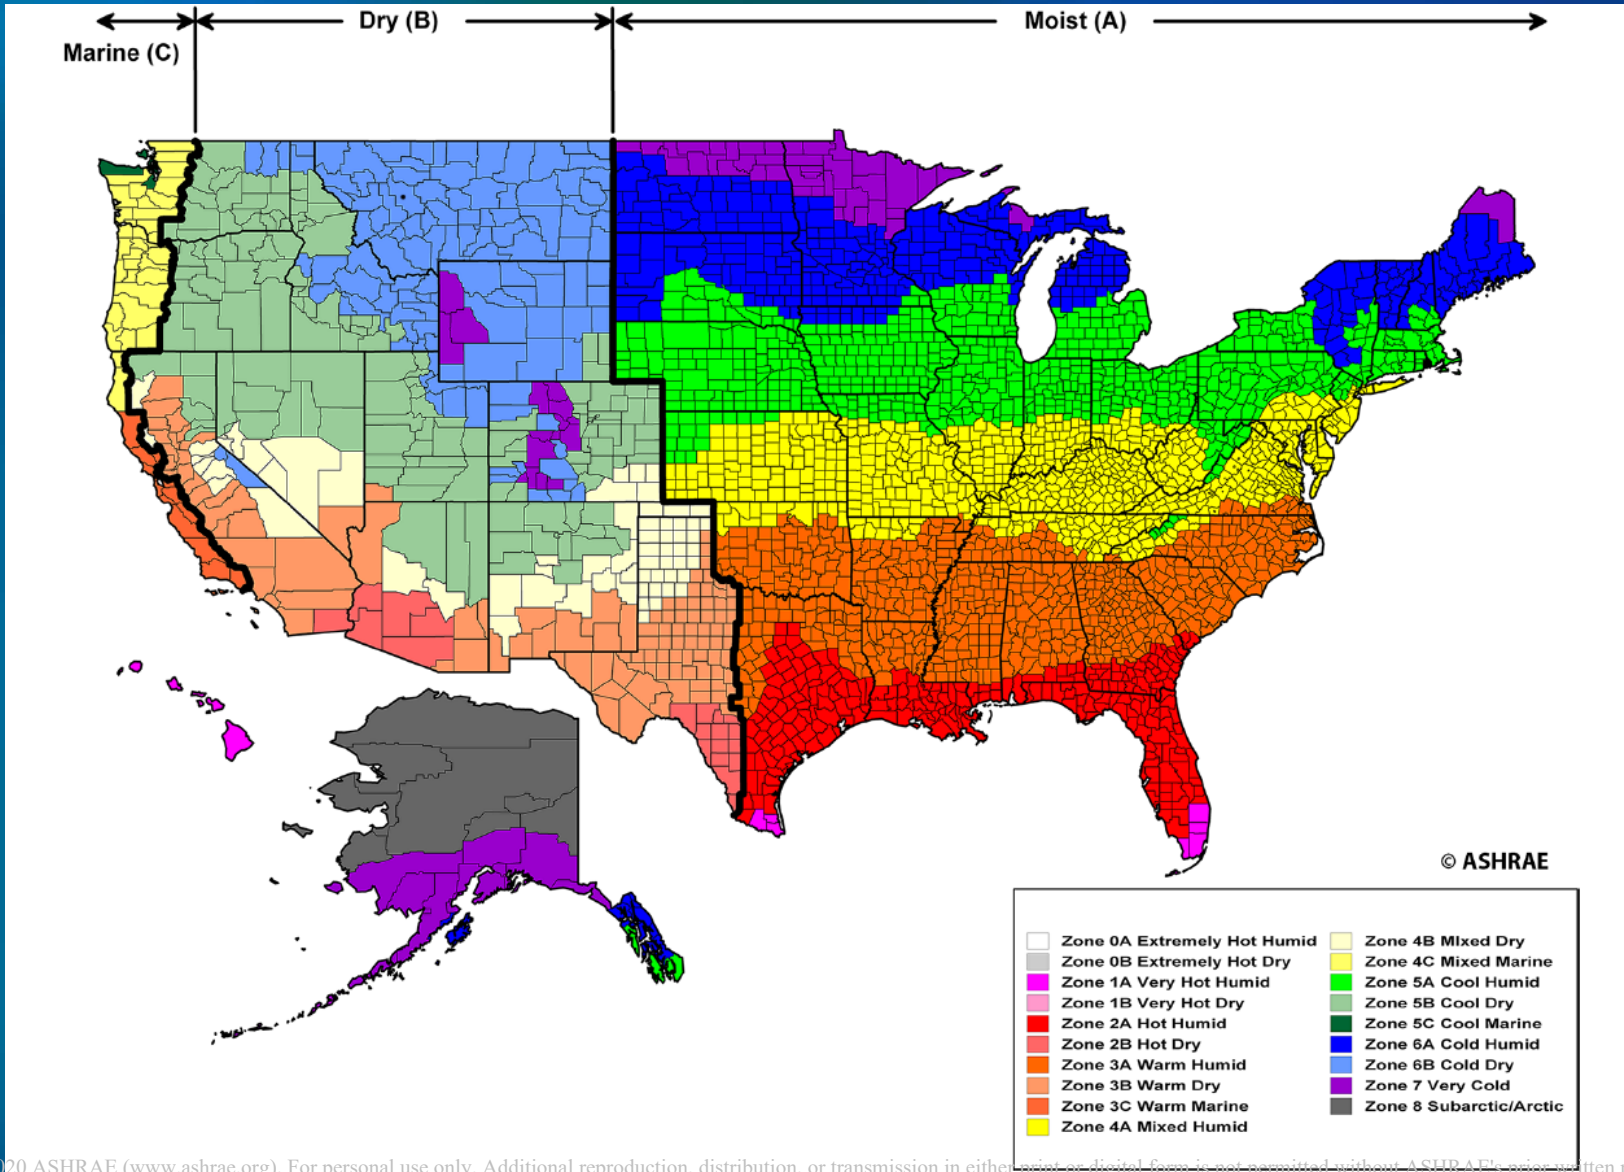 Marine (C)
Dry (B)
Moist (A)
© ASHRAE
Zone 0A Extremely Hot Humid
Zone 0B Extremely Hot Dry
Zone 1A Very Hot Humid
Zone 1B Very Hot Dry
Zone 2A Hot Humid
Zone 2B Hot Dry
Zone 3A Warm Humid
Zone 3B Warm Dry
Zone 3C Warm Marine
Zone 4A Mixed Humid
Zone 4B MIxed Dry
Zone 4C Mixed Marine
Zone 5A Cool Humid
Zone 5B Cool Dry
Zone 5C Cool Marine
Zone 6A Cold Humid
Zone 6B Cold Dry
Zone 7 Very Cold
Zone 8 Subarctic/Arctic
20 ASHRAE (www.ashrae.org). For personal use only. Additional reproduction, distribution, or transmission in either print or digital form is not permitted without ASHRAE's prior written